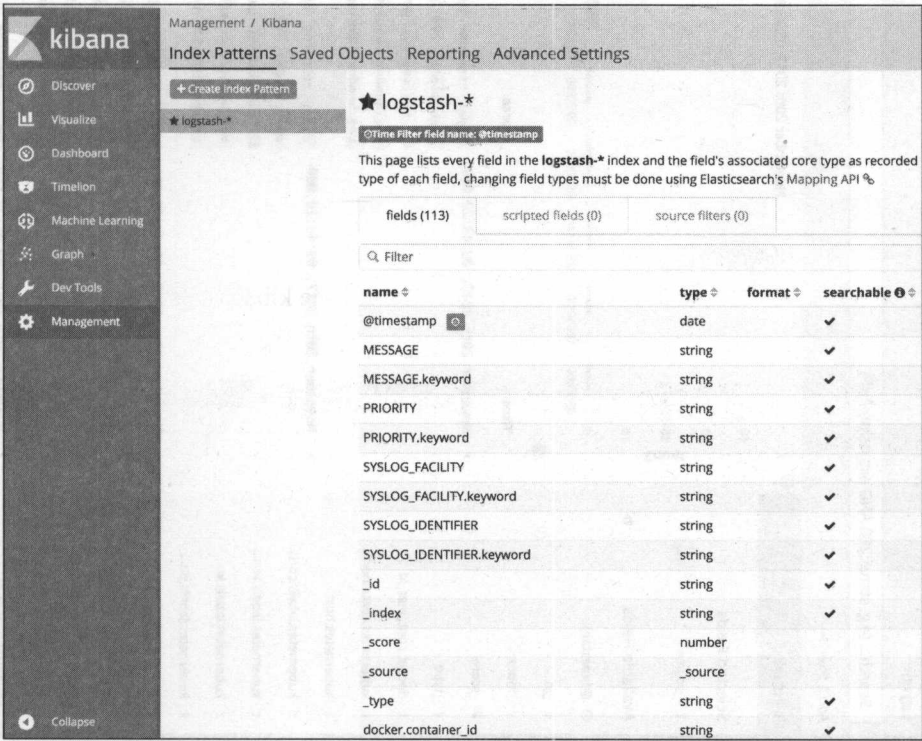 kibana
Discover
Visualize
Dashboard
Timelion
Machine Learning
Graph
Dev Tools
Management
Collapse
Management / Kibana
Index Patterns Saved Objects Reporting Advanced Settings
+ Create Index Pattern
★ logstash-*
★ logstash-*
Time Filter field name: @timestamp
This page lists every field in the logstash-* index and the field's associated core type as recorded
type of each field, changing field types must be done using Elasticsearch's Mapping API
fields (113) scripted fields (0) source filters (0)
Filter
name type format searchable
@timestamp date ✔
MESSAGE string ✔
MESSAGE.keyword string ✔
PRIORITY string ✔
PRIORITY.keyword string ✔
SYSLOG_FACILITY string ✔
SYSLOG_FACILITY.keyword string ✔
SYSLOG_IDENTIFIER string ✔
SYSLOG_IDENTIFIER.keyword string ✔
_id string ✔
_index string ✔
_score number
_source _source
_type string ✔
docker.container_id string ✔